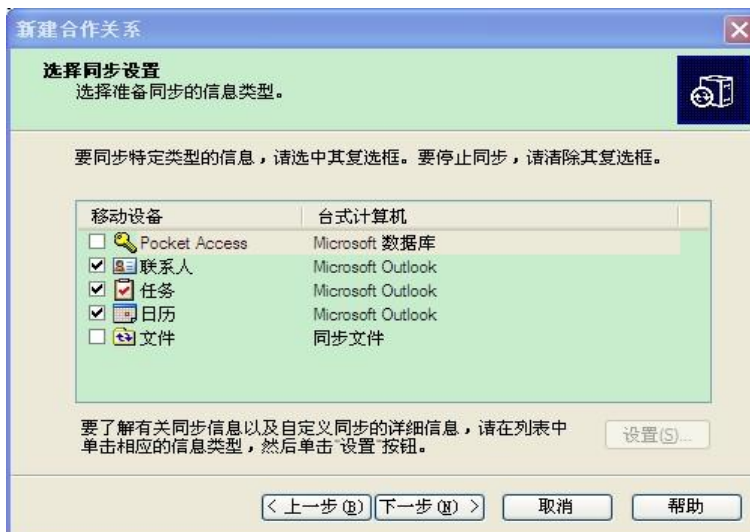 新建合作关系
选择同步设置
选择准备同步的信息类型。
要同步特定类型的信息，请选中其复选框。要停止同步，请清除其复选框。
移动设备 台式计算机
Pocket Access Microsoft 数据库
联系人 Microsoft Outlook
任务 Microsoft Outlook
日历 Microsoft Outlook
文件 同步文件
要了解有关同步信息以及自定义同步的详细信息，请在列表中
单击相应的信息类型，然后单击"设置"按钮。
设置(S)...
< 上一步(B) 下一步(N) > 取消 帮助